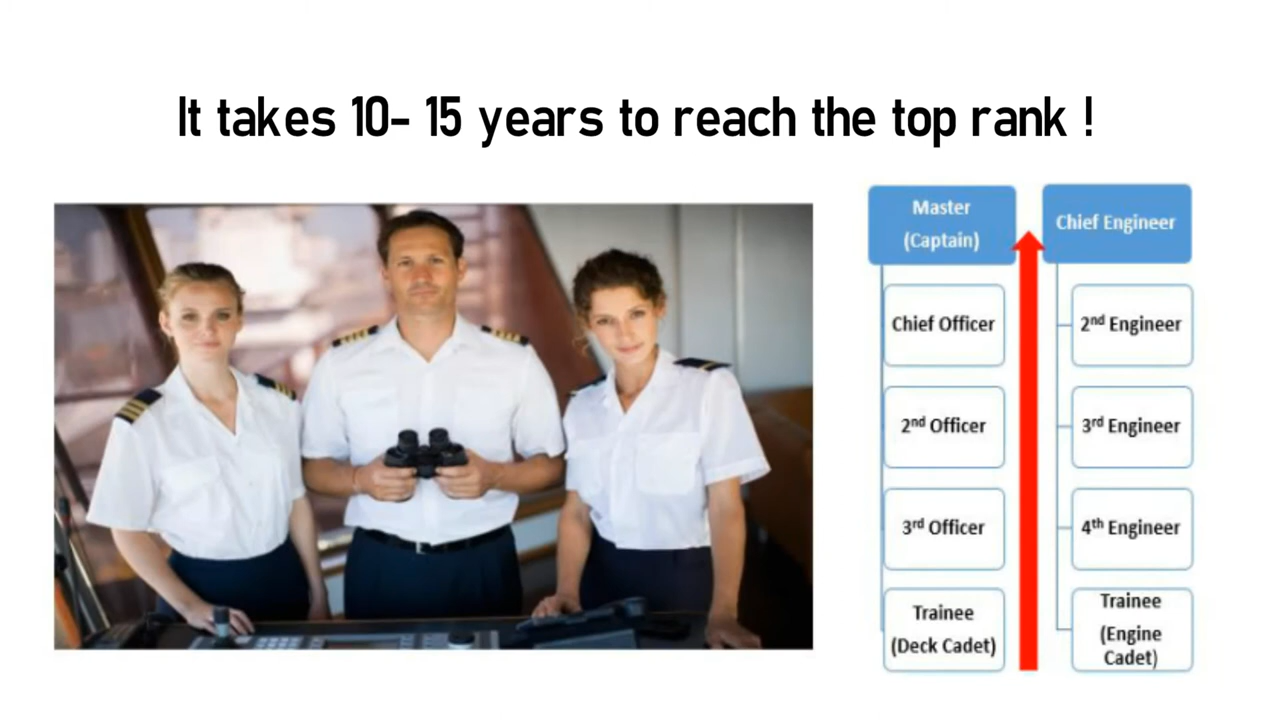 It takes 10- 15 years to reach the top rank !
Master
(Captain)
Chief Officer
2nd Officer
3rd Officer
Trainee
(Deck Cadet)
Chief Engineer
2nd Engineer
3rd Engineer
4th Engineer
Trainee
(Engine
Cadet)